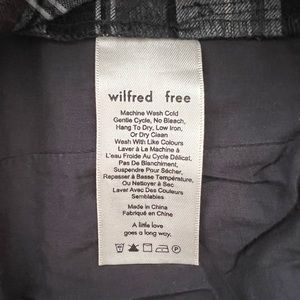 wilfred free
Machine Wash Cold
Gentle Cycle, No Bleach,
Hang To Dry, Low Iron,
Or Dry Clean
Wash With Like Colours
Laver À La Machine À
L'eau Froide Au Cycle Délicat,
Pas De Blanchiment,
Suspendre Pour Sécher,
Repasser à Basse Température,
Ou Nettoyer à Sec
Laver Avec Des Couleurs
Semblables
Made in China
Fabriqué en Chine
A little love
goes a long way.